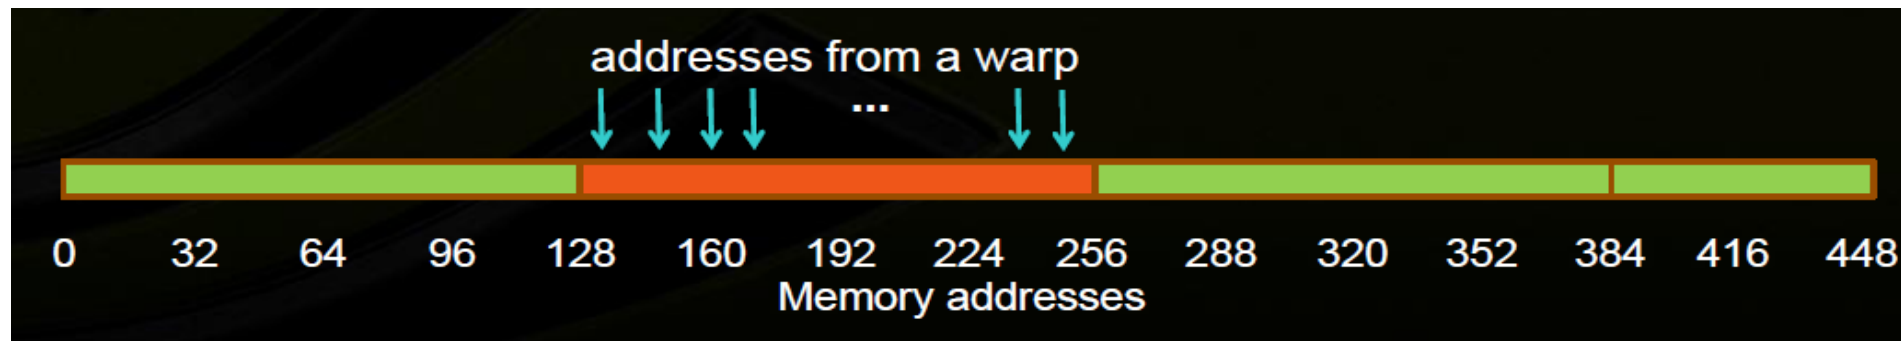 addresses from a warp
...
0 32 64 96 128 160 192 224 256 288 320 352 384 416 448
Memory addresses